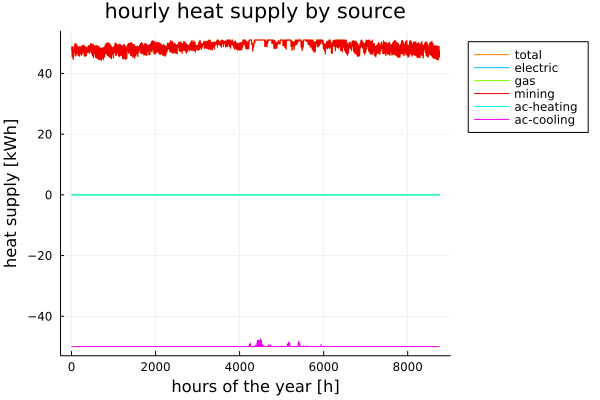 hourly heat supply by source
heat supply [kWh]
40
20
0
−20
−40
0
2000
4000
6000
8000
hours of the year [h]
total
electric
gas
mining
ac-heating
ac-cooling